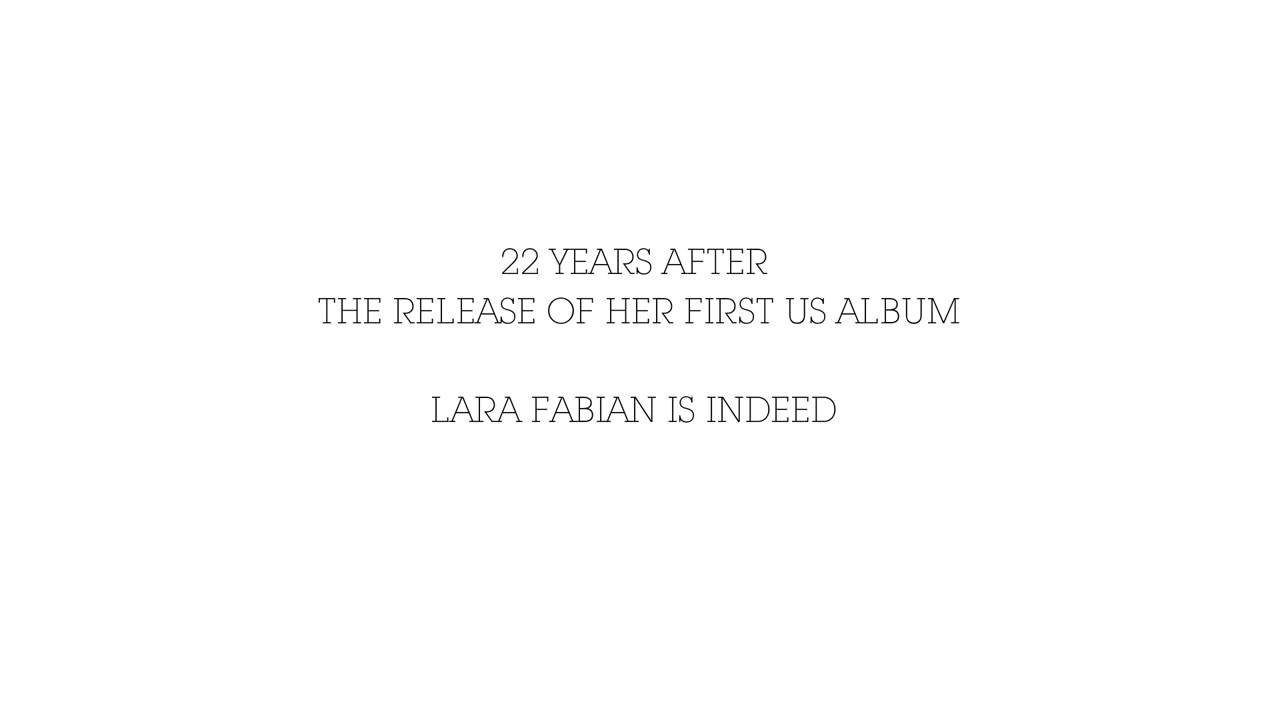 22 YEARS AFTER
THE RELEASE OF HER FIRST US ALBUM
LARA FABIAN IS INDEED